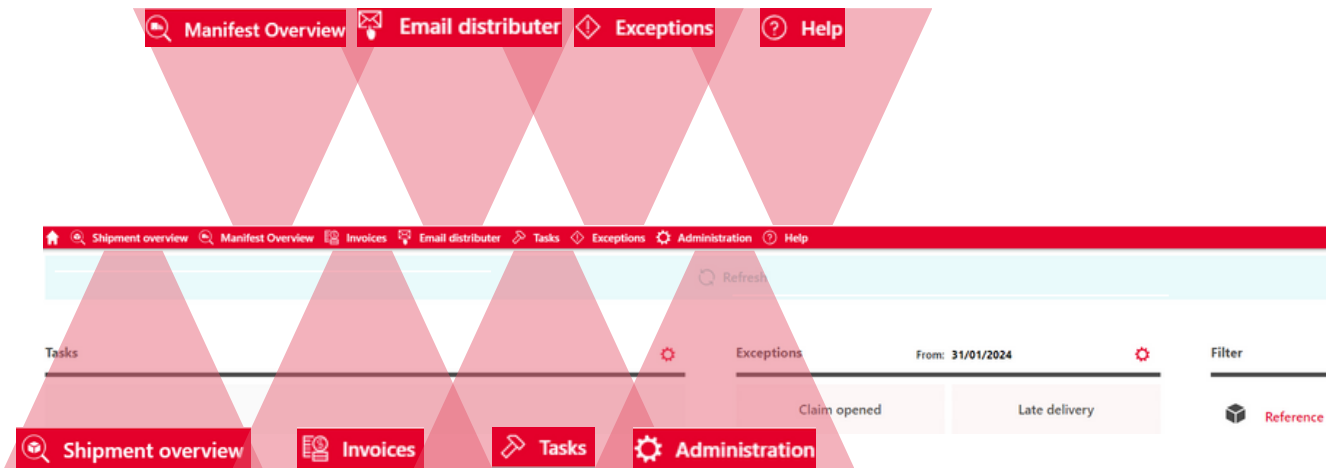 Manifest Overview Email distributer Exceptions Help
Shipment overview Manifest Overview Invoices Email distributer Tasks Exceptions Administration Help
Refresh
Tasks Exceptions From: 31/01/2024 Filter
Claim opened Late delivery Reference
Shipment overview Invoices Tasks Administration